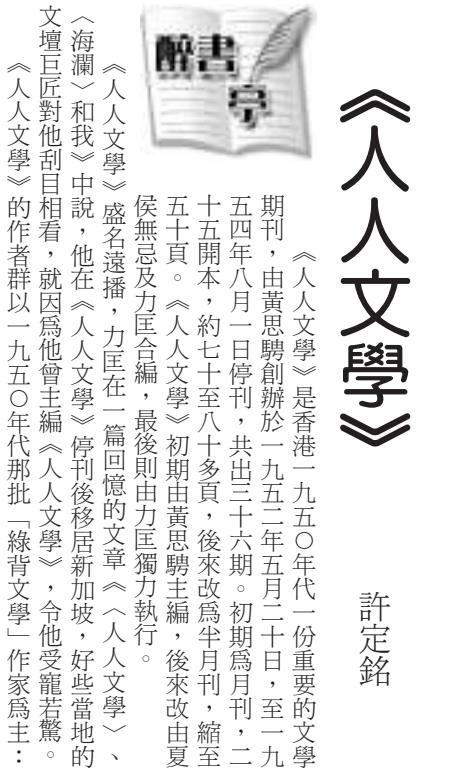 《人人文學》
許定銘
醉書亭
《人人文學》是香港一九五○年代一份重要的文學
期刊，由黃思騁創辦於一九五二年五月二十日，至一九
五四年八月一日停刊，共出三十六期。初期爲月刊，二
十五開本，約七十至八十多頁，後來改爲半月刊，縮至
五十頁。《人人文學》初期由黃思騁主編，後來改由夏
侯無忌及力匡合編，最後則由力匡獨力執行。
《人人文學》盛名遠播，力匡在一篇回憶的文章《〈人人文學〉、
〈海瀾〉和我》中說，他在《人人文學》停刊後移居新加坡，好些當地的
文壇巨匠對他刮目相看，就因爲他曾主編《人人文學》，令他受寵若驚。
《人人文學》的作者群以一九五○年代那批「綠背文學」作家爲主：